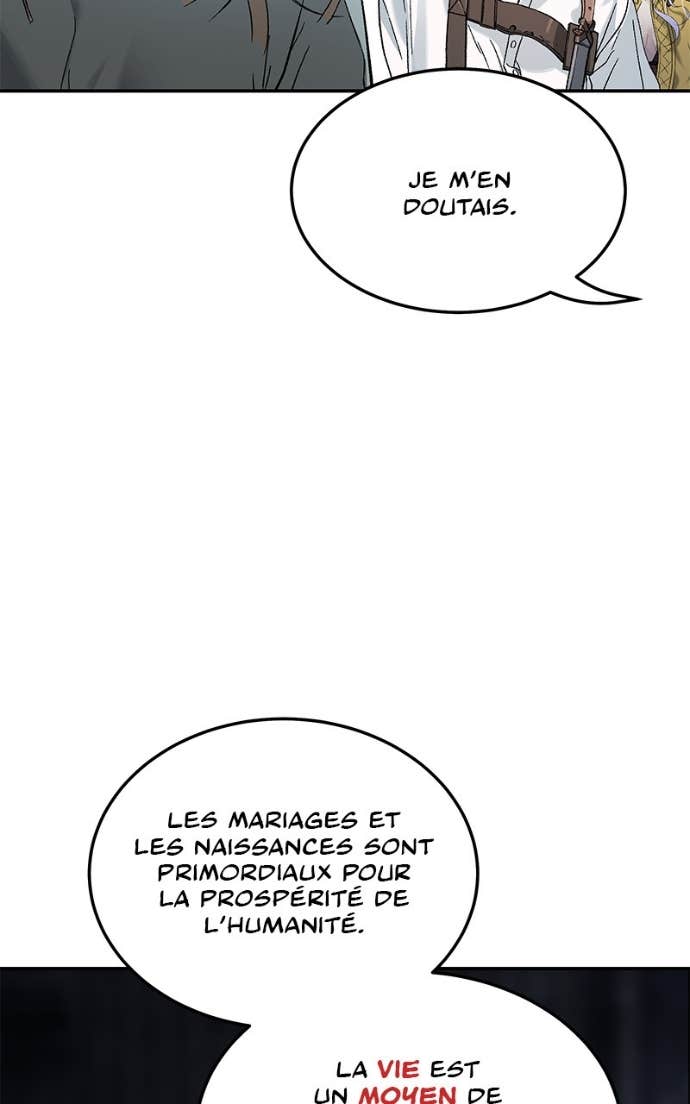 JE M'EN
DOUTAIS.
LES MARIAGES ET
LES NAISSANCES SONT
PRIMORDIAUX POUR
LA PROSPÉRITÉ DE
L'HUMANITÉ.
LA VIE EST
UN MOYEN DE